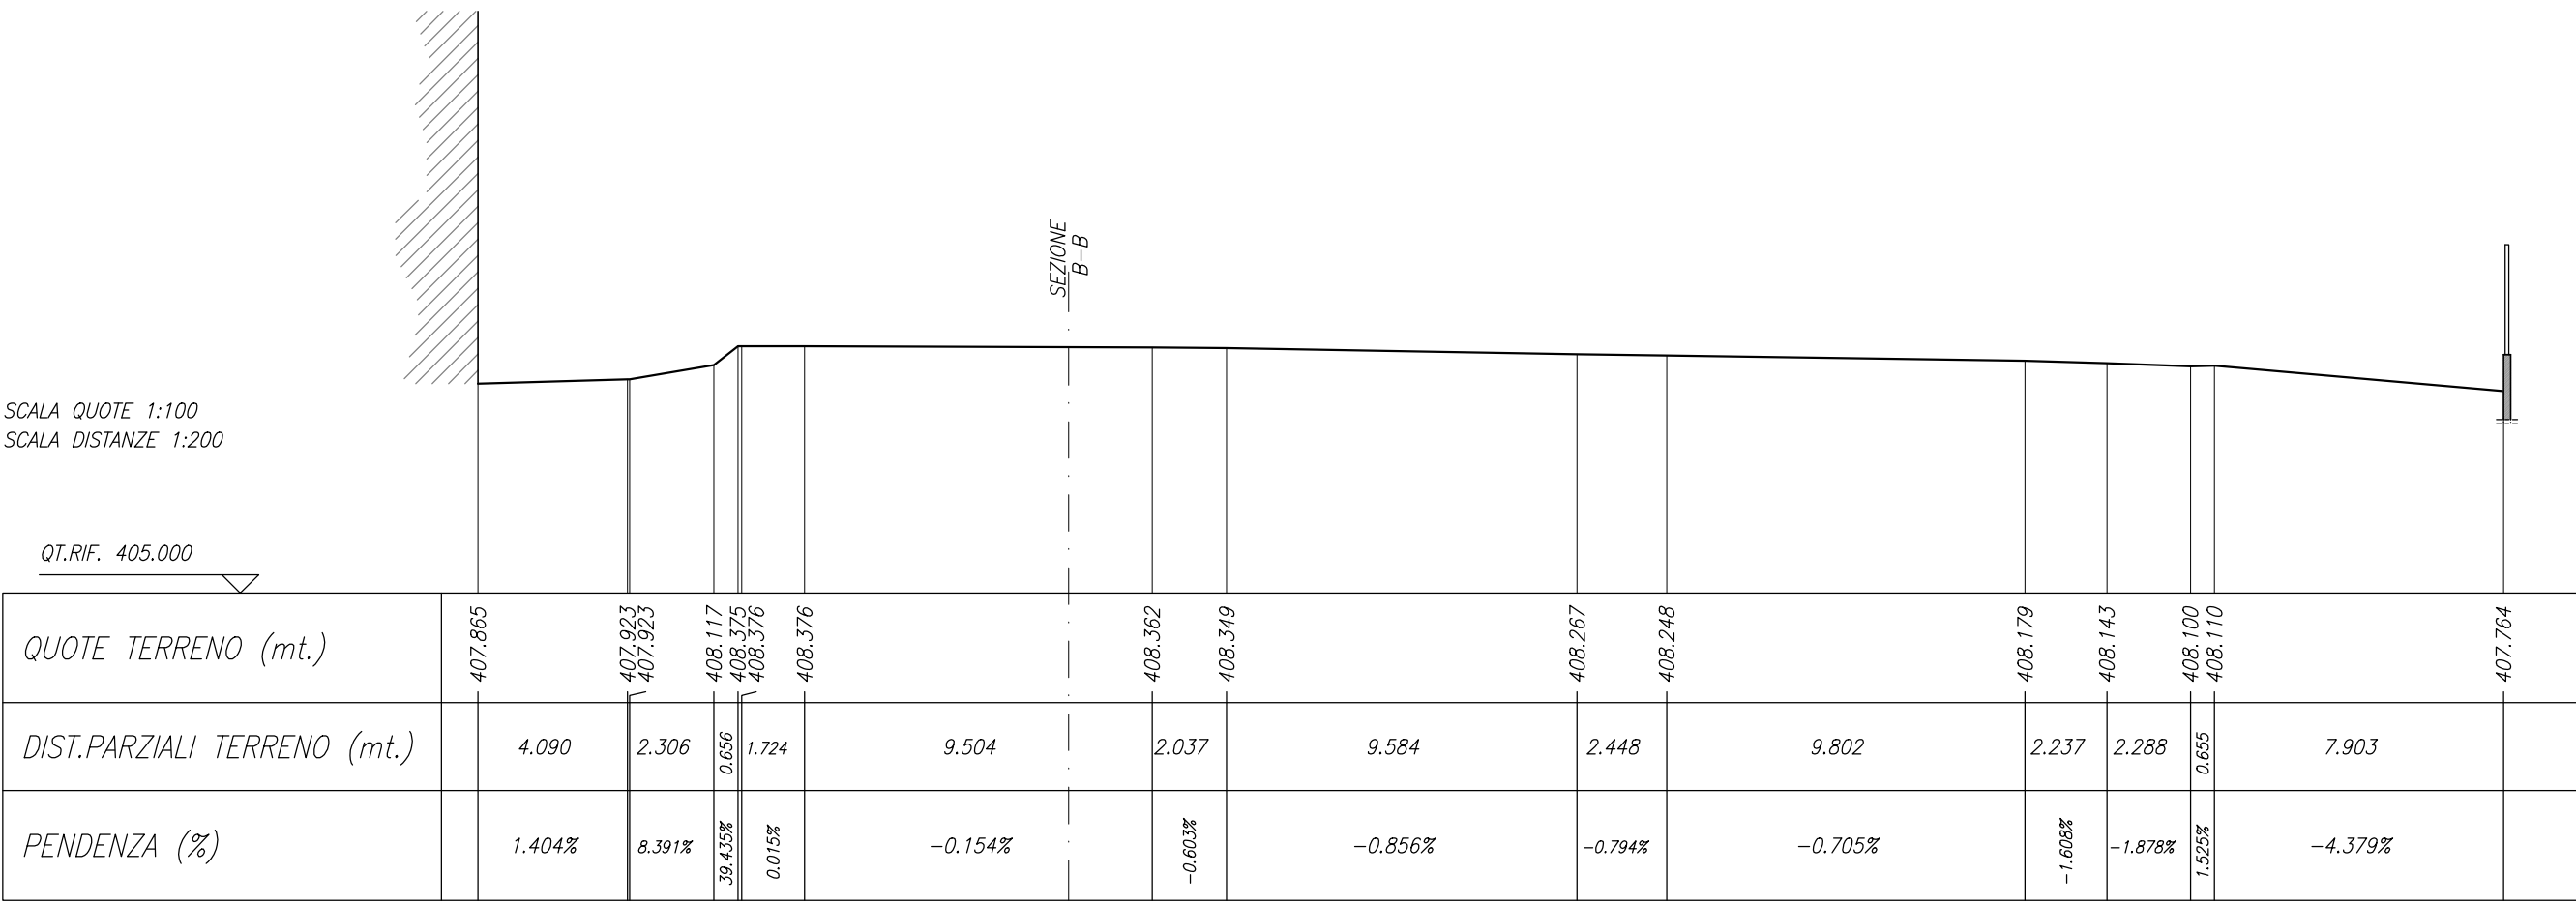 SEZIONE
B-B
SCALA QUOTE 1:100
SCALA DISTANZE 1:200
QT.RIF. 405.000
QUOTE TERRENO (mt.) 407.865 407.923 407.923 408.117 408.375 408.376 408.376 408.362 408.349 408.267 408.248 408.179 408.143 408.100 408.110 407.764
DIST.PARZIALI TERRENO (mt.) 4.090 2.306 0.656 1.724 9.504 2.037 9.584 2.448 9.802 2.237 2.288 0.655 7.903
PENDENZA (%) 1.404% 8.391% 39.435% 0.015% -0.154% -0.603% -0.856% -0.794% -0.705% -1.608% -1.878% 1.525% -4.379%